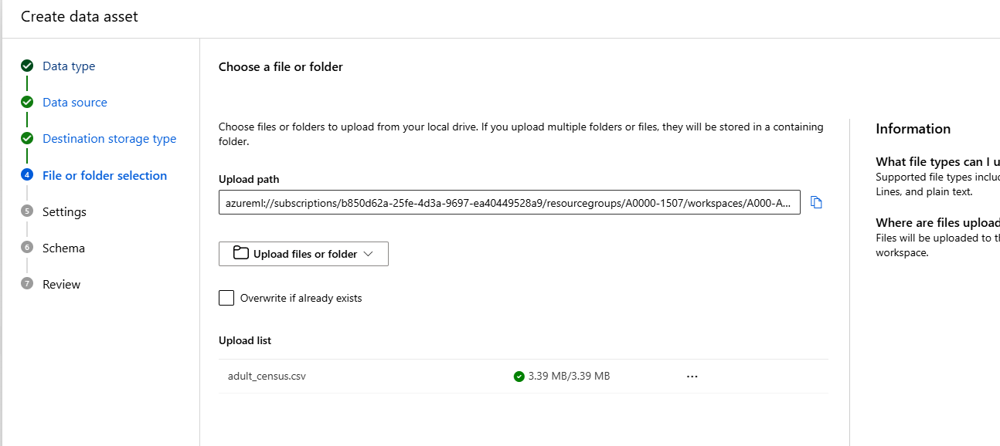 Create data asset
Data type
Data source
Destination storage type
4
File or folder selection
5
Settings
6
Schema
7
Review
Choose a file or folder
Choose files or folders to upload from your local drive. If you upload multiple folders or files, they will be stored in a containing
folder.
Upload path
azureml://subscriptions/b850d62a-25fe-4d3a-9697-ea40449528a9/resourcegroups/A0000-1507/workspaces/A000-A...
Upload files or folder
Overwrite if already exists
Upload list
adult_census.csv
3.39 MB/3.39 MB
...
Information
What file types can I u
Supported file types inclu
Lines, and plain text.
Where are files upload
Files will be uploaded to th
workspace.